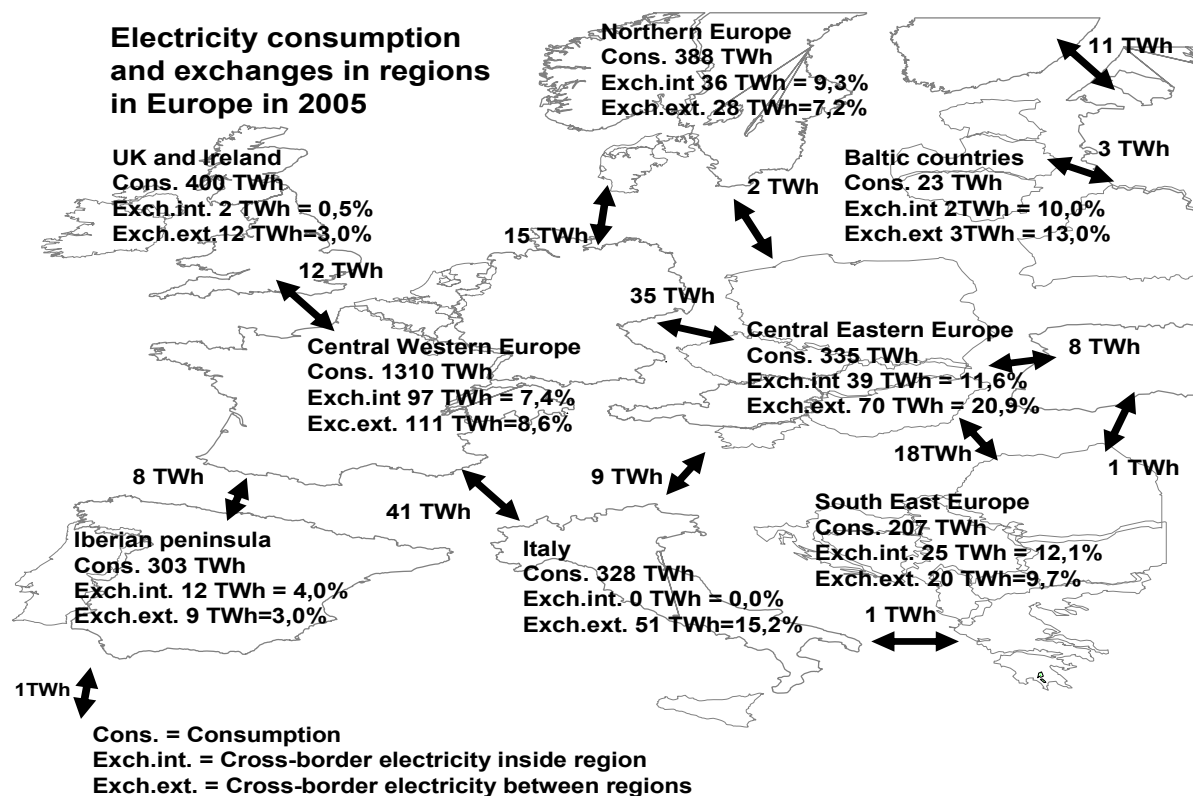 Electricity consumption
and exchanges in regions
in Europe in 2005
Northern Europe
Cons. 388 TWh
Exch.int 36 TWh = 9,3%
Exch.ext. 28 TWh=7,2%
11 TWh
UK and Ireland
Cons. 400 TWh
Exch.int. 2 TWh = 0,5%
Exch.ext.12 TWh=3,0%
Baltic countries
Cons. 23 TWh
Exch.int 2TWh = 10,0%
Exch.ext 3TWh = 13,0%
3 TWh
2 TWh
15 TWh
12 TWh
35 TWh
Central Western Europe
Cons. 1310 TWh
Exch.int 97 TWh = 7,4%
Exc.ext. 111 TWh=8,6%
Central Eastern Europe
Cons. 335 TWh
Exch.int 39 TWh = 11,6%
Exch.ext. 70 TWh = 20,9%
8 TWh
18TWh
1 TWh
8 TWh
41 TWh
9 TWh
Iberian peninsula
Cons. 303 TWh
Exch.int. 12 TWh = 4,0%
Exch.ext. 9 TWh=3,0%
Italy
Cons. 328 TWh
Exch.int. 0 TWh = 0,0%
Exch.ext. 51 TWh=15,2%
South East Europe
Cons. 207 TWh
Exch.int. 25 TWh = 12,1%
Exch.ext. 20 TWh=9,7%
1 TWh
1TWh
Cons. = Consumption
Exch.int. = Cross-border electricity inside region
Exch.ext. = Cross-border electricity between regions